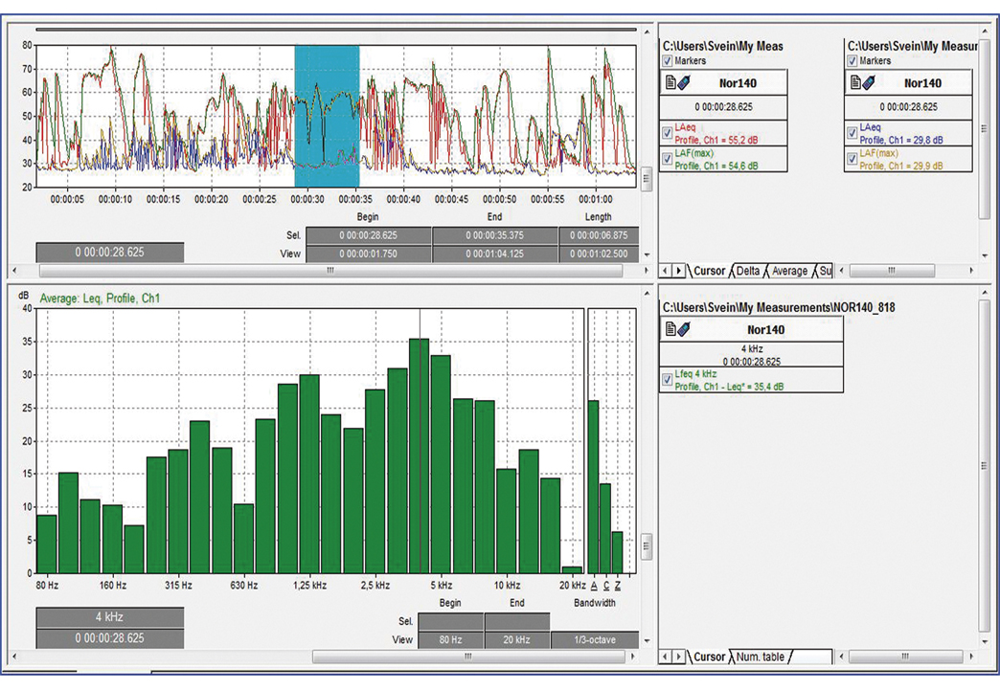 80
70
60
50
40
30
20
00:00:05 00:00:10 00:00:15 00:00:20 00:00:25 00:00:30 00:00:35 00:00:40 00:00:45 00:00:50 00:00:55 00:01:00
Begin End Length
Sel. 0 00:00:28.625 0 00:00:35.375 0 00:00:06.875
View 0 00:00:01.750 0 00:01:04.125 0 00:01:02.500
0 00:00:28.625
C:\Users\Svein\My Meas
Markers
Nor140
0 00:00:28.625
LAeq
Profile, Ch1 = 55,2 dB
LAF(max)
Profile, Ch1 = 54,6 dB
C:\Users\Svein\My Measur
Markers
Nor140
0 00:00:28.625
LAeq
Profile, Ch1 = 29,8 dB
LAF(max)
Profile, Ch1 = 29,9 dB
Cursor Delta Average Su
dB Average: Leq, Profile, Ch1
40
35
30
25
20
15
10
5
0
80 Hz 160 Hz 315 Hz 630 Hz 1,25 kHz 2,5 kHz 5 kHz 10 kHz 20 kHz A C Z
Begin End Bandwidth
Sel.
View 80 Hz 20 kHz 1/3-octave
4 kHz
0 00:00:28.625
C:\Users\Svein\My Measurements\NOR140_818
Nor140
4 kHz
0 00:00:28.625
Lfeq 4 kHz
Profile, Ch1 - Leq* = 35,4 dB
Cursor Num. table